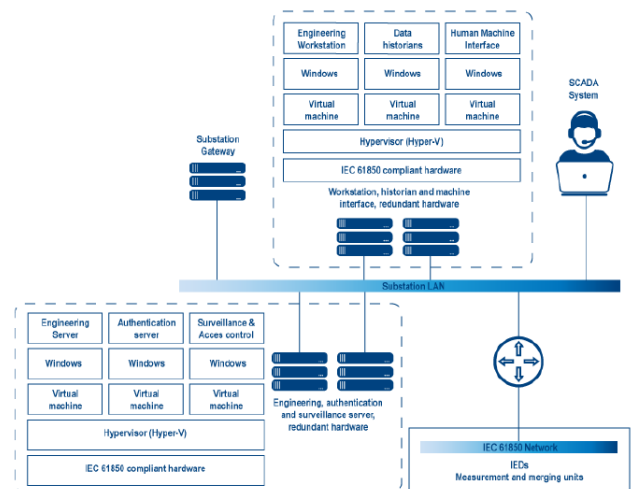 Engineering
Workstation
Data
historians
Human Machine
Interface
Windows
Windows
Windows
Virtual
machine
Virtual
machine
Virtual
machine
Hypervisor (Hyper-V)
IEC 61850 compliant hardware
Workstation, historian and machine
interface, redundant hardware
Substation
Gateway
SCADA
System
Substation LAN
Engineering
Server
Authentication
server
Surveillance &
Acces control
Windows
Windows
Windows
Virtual
machine
Virtual
machine
Virtual
machine
Hypervisor (Hyper-V)
IEC 61850 compliant hardware
Engineering, authentication
and surveillance server,
redundant hardware
IEC 61850 Network
IEDs
Measurement and merging units